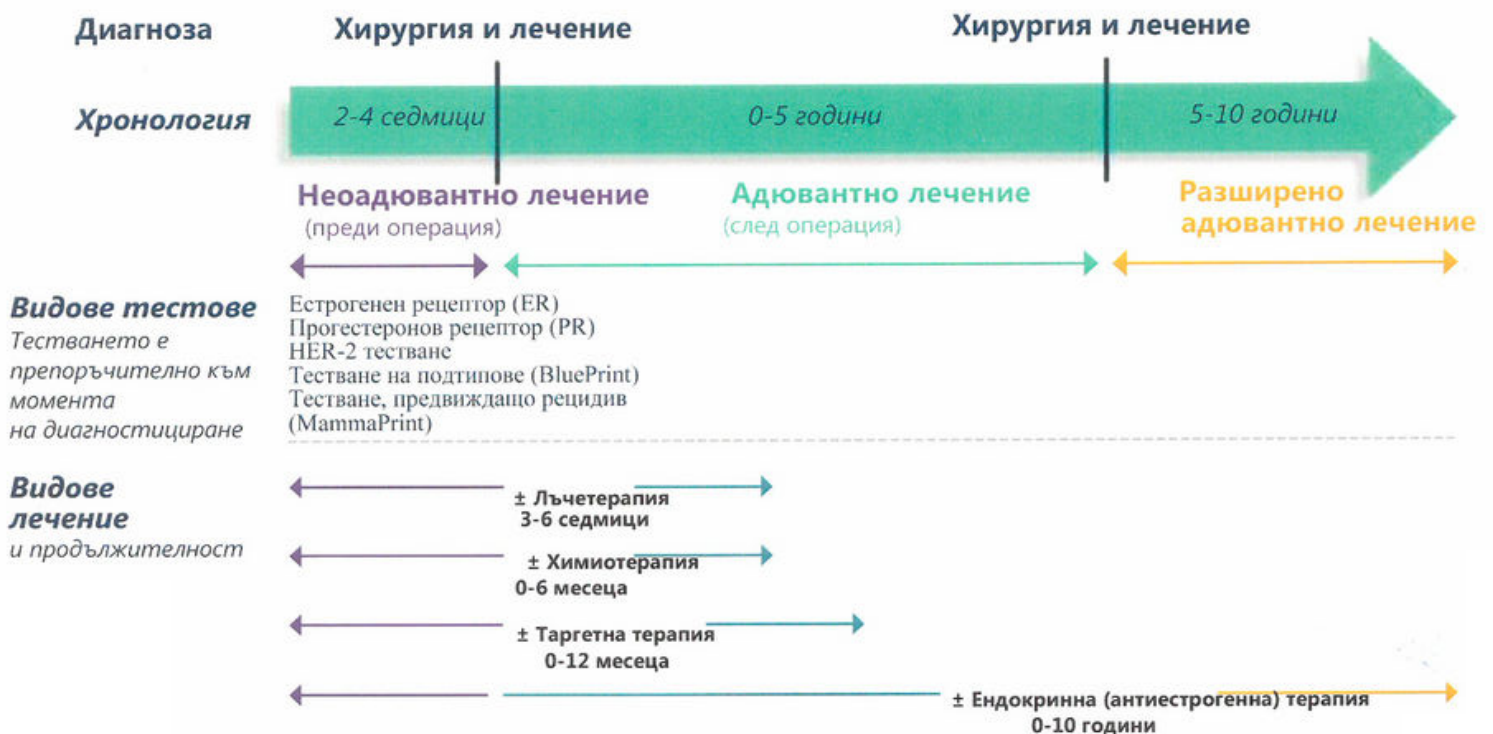 Диагноза
Хирургия и лечение
Хирургия и лечение
Хронология
2-4 седмици
0-5 години
5-10 години
Неоадювантно лечение
(преди операция)
Адювантно лечение
(след операция)
Разширено
адювантно лечение
Видове тестове
Тестването е
препоръчително към
момента
на диагностициране
Естрогенен рецептор (ER)
Прогестеронов рецептор (PR)
HER-2 тестване
Тестване на подтипове (BluePrint)
Тестване, предвиждащо рецидив
(MammaPrint)
Видове
лечение
и продължителност
± Лъчетерапия
3-6 седмици
± Химиотерапия
0-6 месеца
± Таргетна терапия
0-12 месеца
± Ендокринна (антиестрогенна) терапия
0-10 години